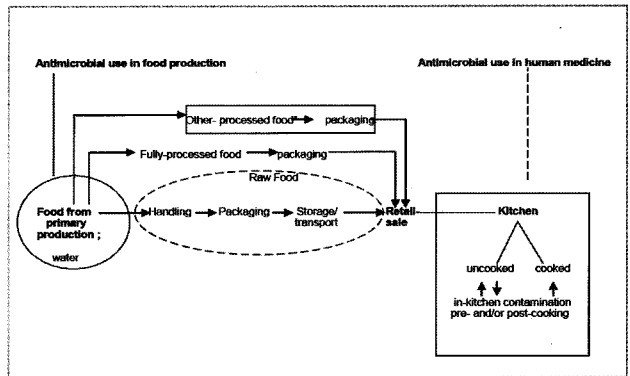 Antimicrobial use in food production
Antimicrobial use in human medicine
Other- processed food packaging
Fully-processed food packaging
Raw Food
Food from
primary
production ;
water
Handling
Packaging
Storage/
transport
Retail
sale
Kitchen
uncooked
cooked
in-kitchen contamination
pre- and/or post-cooking